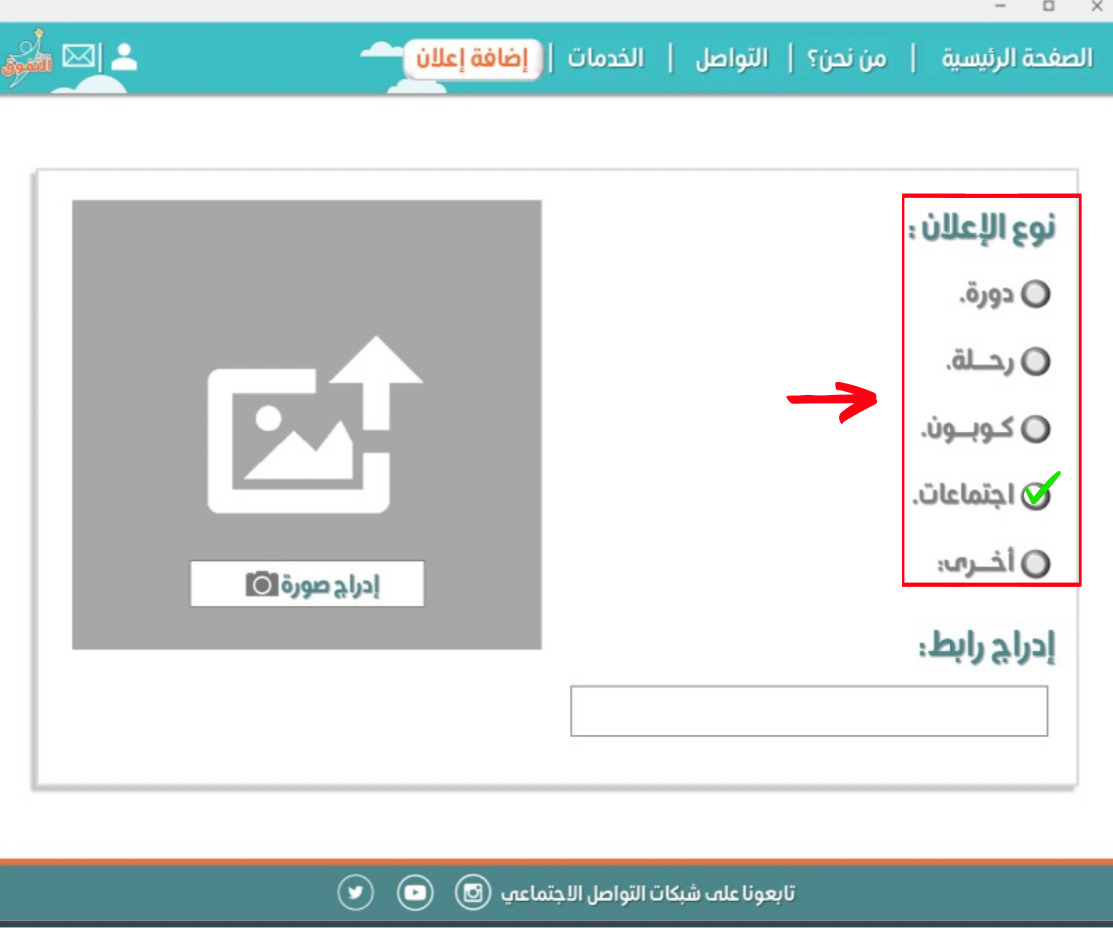 الصفحة الرئيسية | من نحن؟ | التواصل | الخدمات | إضافة إعلان
التفوق
نوع الإعلان :
دورة.
رحـلة.
كـوبـون.
اجتماعات.
أخـرى:
إدراج صورة
إدراج رابط:
تابعونا على شبكات التواصل الاجتماعي